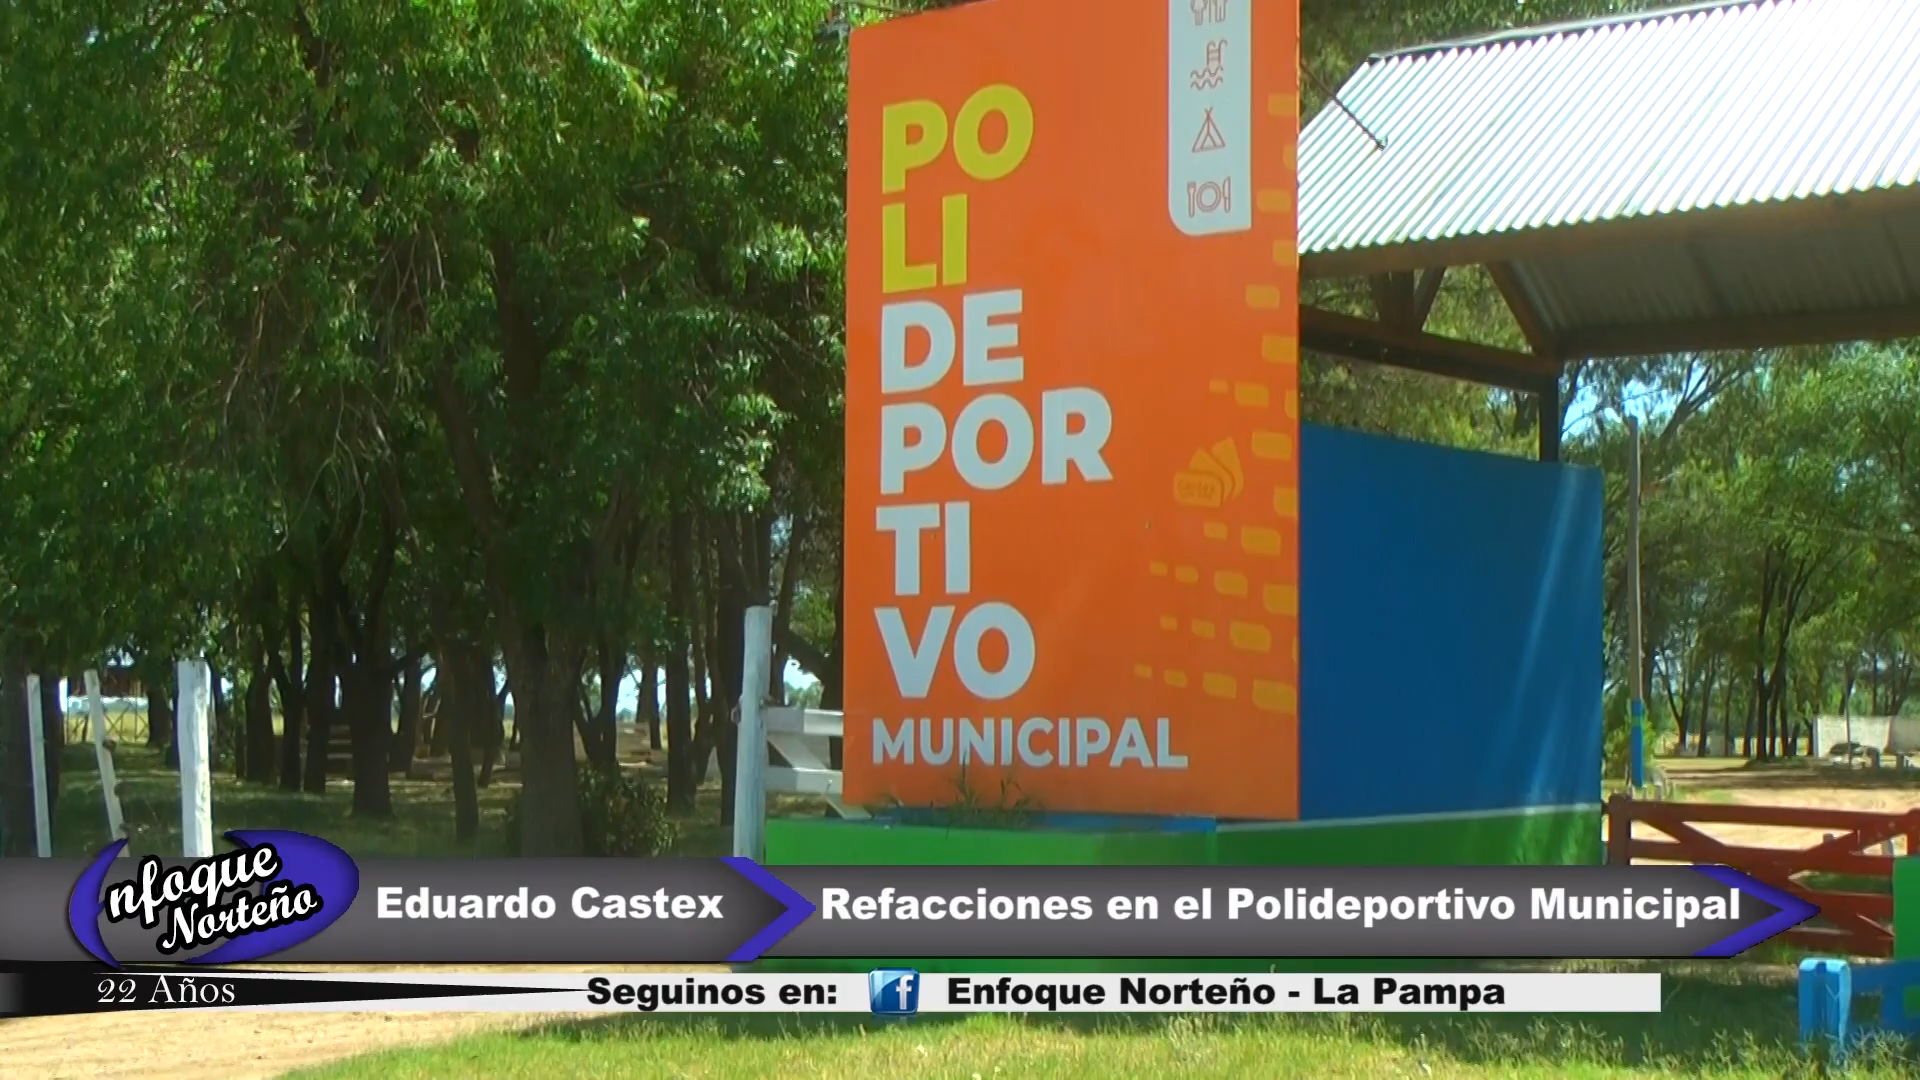 PO
LI
DE
POR
TI
VO
MUNICIPAL
nfoque
Norteño
Eduardo Castex
Refacciones en el Polideportivo Municipal
22 Años
Seguinos en: f Enfoque Norteño - La Pampa